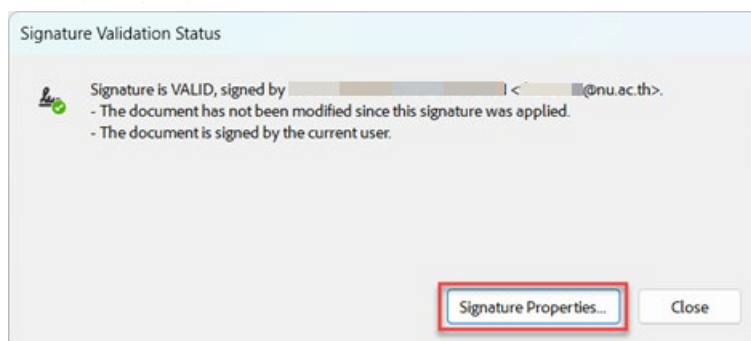 Signature Validation Status
Signature is VALID, signed by <@nu.ac.th>.
- The document has not been modified since this signature was applied.
- The document is signed by the current user.
Signature Properties...
Close